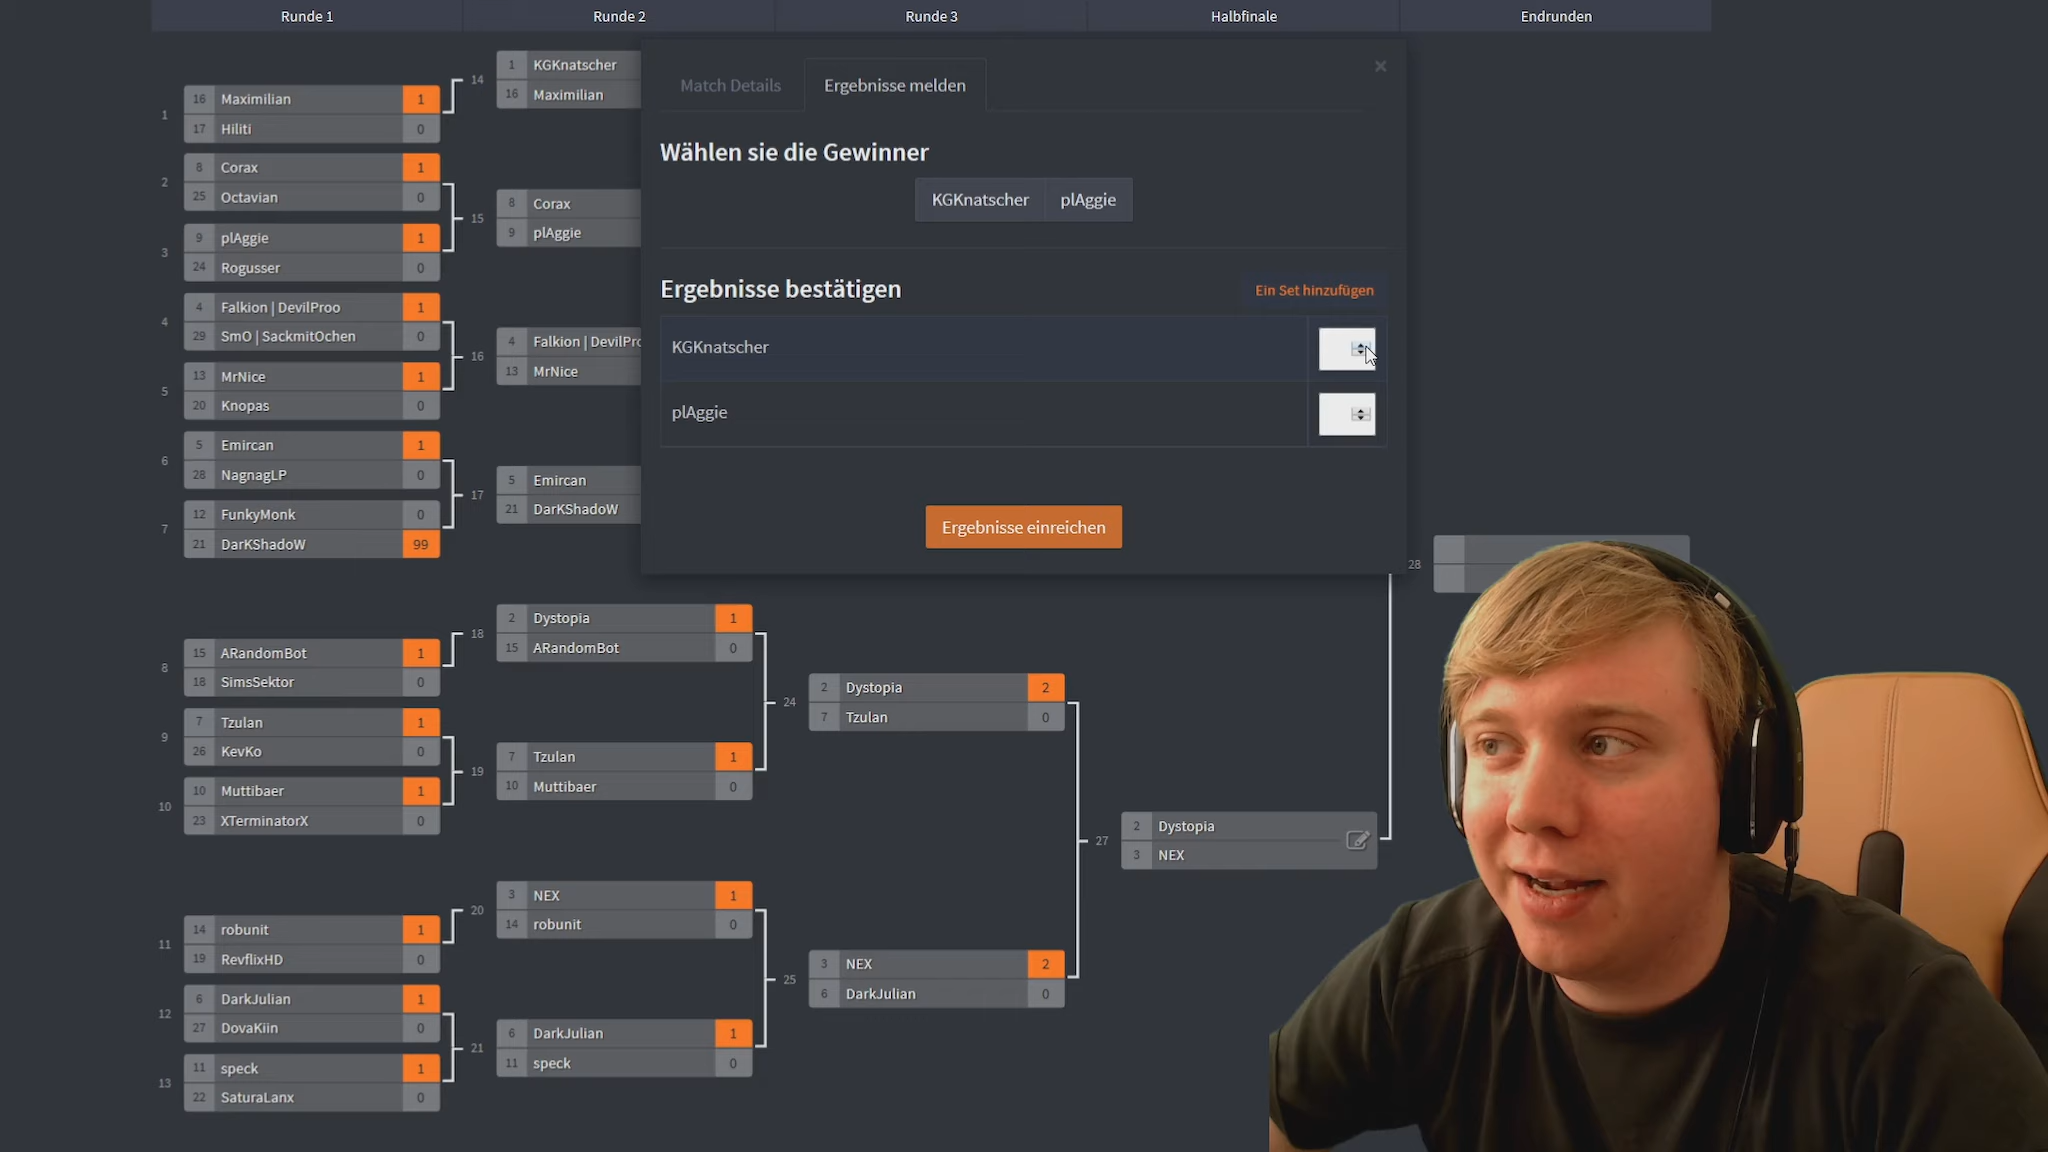 Runde 1
Runde 2
Runde 3
Halbfinale
Endrunden
1
16 Maximilian 1
17 Hiliti 0
2
8 Corax 1
25 Octavian 0
3
9 plAggie 1
24 Rogusser 0
4
4 Falkion | DevilProo 1
29 SmO | SackmitOchen 0
5
13 MrNice 1
20 Knopas 0
6
5 Emircan 1
28 NagnagLP 0
7
12 FunkyMonk 0
21 DarKShadoW 99
8
15 ARandomBot 1
18 SimsSektor 0
9
7 Tzulan 1
26 KevKo 0
10
10 Muttibaer 1
23 XTerminatorX 0
11
14 robunit 1
19 RevflixHD 0
12
6 DarkJulian 1
27 DovaKiin 0
13
11 speck 1
22 SaturaLanx 0
14
1 KGKnatscher
16 Maximilian
15
8 Corax
9 plAggie
16
4 Falkion | DevilPro
13 MrNice
17
5 Emircan
21 DarKShadoW
18
2 Dystopia 1
15 ARandomBot 0
19
7 Tzulan 1
10 Muttibaer 0
20
3 NEX 1
14 robunit 0
21
6 DarkJulian 1
11 speck 0
24
2 Dystopia 2
7 Tzulan 0
25
3 NEX 2
6 DarkJulian 0
27
2 Dystopia
3 NEX
28
Match Details
Ergebnisse melden
×
Wählen sie die Gewinner
KGKnatscher plAggie
Ergebnisse bestätigen
Ein Set hinzufügen
KGKnatscher
plAggie
Ergebnisse einreichen